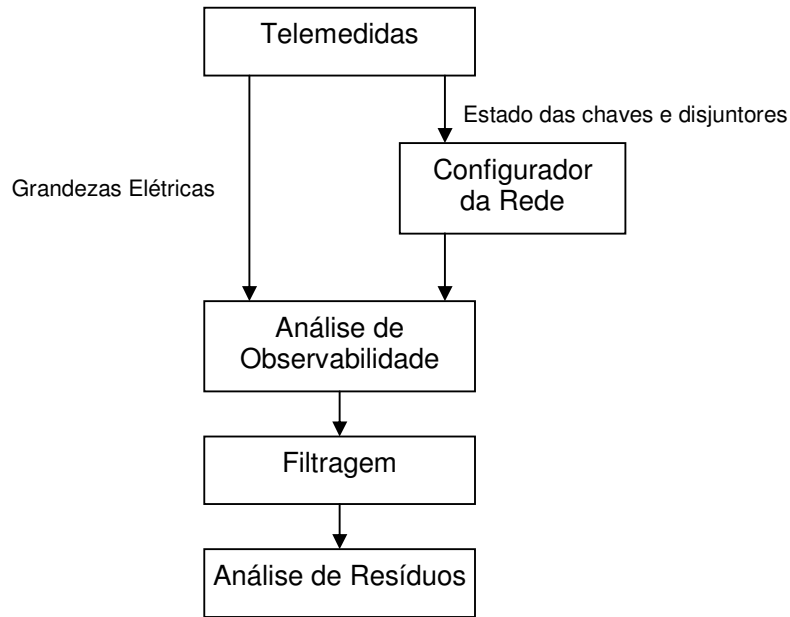 Telemedidas
Estado das chaves e disjuntores
Grandezas Elétricas
Configurador
da Rede
Análise de
Observabilidade
Filtragem
Análise de Resíduos